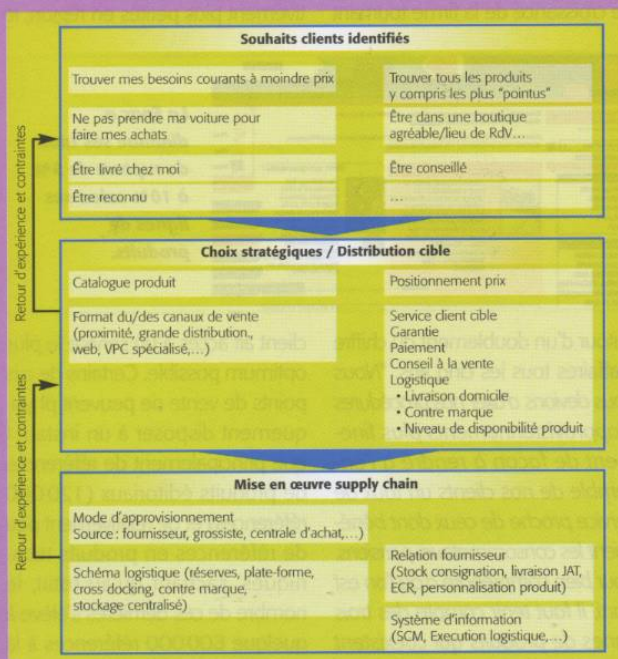 Souhaits clients identifiés
Trouver mes besoins courants à moindre prix
Trouver tous les produits
y compris les plus "pointus"
Ne pas prendre ma voiture pour
faire mes achats
Être dans une boutique
agréable/lieu de RdV...
Être livré chez moi
Être conseillé
Être reconnu
...
Retour d'expérience et contraintes
Choix stratégiques / Distribution cible
Catalogue produit
Positionnement prix
Format du/des canaux de vente
(proximité, grande distribution.,
web, VPC spécialisé,...)
Service client cible
Garantie
Paiement
Conseil à la vente
Logistique
• Livraison domicile
• Contre marque
• Niveau de disponibilité produit
Retour d'expérience et contraintes
Mise en œuvre supply chain
Mode d'approvisionnement
Source : fournisseur, grossiste, centrale d'achat,...)
Schéma logistique (réserves, plate-forme,
cross docking, contre marque,
stockage centralisé)
Relation fournisseur
(Stock consignation, livraison JAT,
ECR, personnalisation produit)
Système d'information
(SCM, Execution logistique,...)